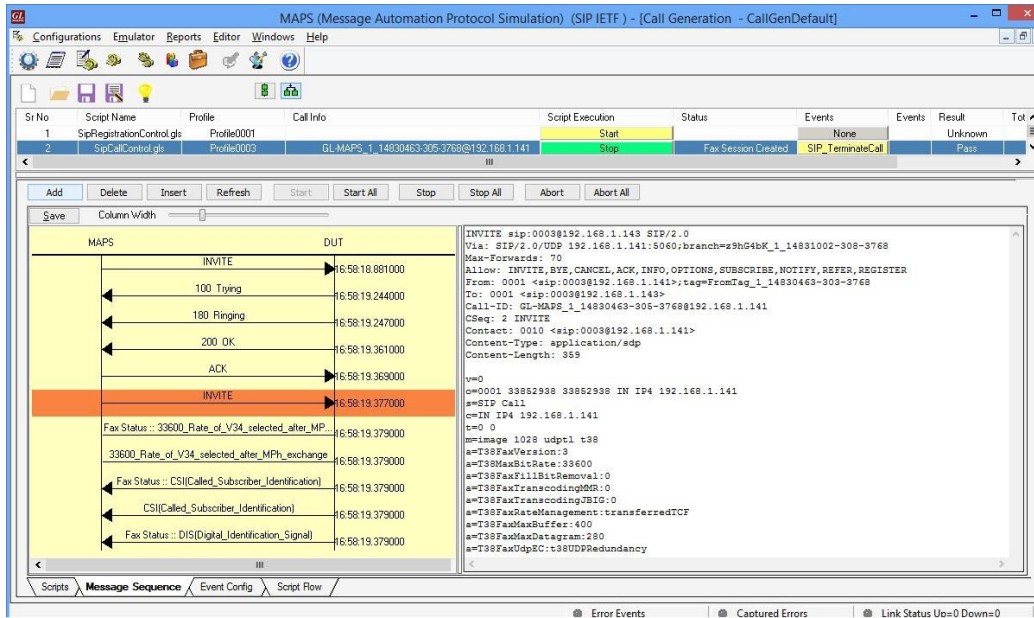 GL
MAPS (Message Automation Protocol Simulation) (SIP IETF ) - [Call Generation - CallGenDefault]
Configurations Emulator Reports Editor Windows Help
Sr No Script Name Profile Call Info Script Execution Status Events Events Result Tot
1 SipRegistrationControl.gls Profile0001 Start None Unknown
2 SipCallControl.gls Profile0003 GL-MAPS_1_14830463-305-3768@192.168.1.141 Stop Fax Session Created SIP_TerminateCall Pass
Add Delete Insert Refresh Start Start All Stop Stop All Abort Abort All
Save Column Width
MAPS DUT
INVITE
16:58:18.881000
100 Trying
16:58:19.244000
180 Ringing
16:58:19.247000
200 OK
16:58:19.361000
ACK
16:58:19.369000
INVITE
16:58:19.377000
Fax Status :: 33600_Rate_of_V34_selected_after_MP...
16:58:19.379000
33600_Rate_of_V34_selected_after_MPh_exchange
16:58:19.379000
Fax Status :: CSI(Called_Subscriber_Identification)
16:58:19.379000
CSI(Called_Subscriber_Identification)
16:58:19.379000
Fax Status :: DIS(Digital_Identification_Signal)
16:58:19.379000
INVITE sip:0003@192.168.1.143 SIP/2.0
Via: SIP/2.0/UDP 192.168.1.141:5060;branch=z9hG4bK_1_14831002-308-3768
Max-Forwards: 70
Allow: INVITE,BYE,CANCEL,ACK,INFO,OPTIONS,SUBSCRIBE,NOTIFY,REFER,REGISTER
From: 0001 <sip:0003@192.168.1.141>;tag=FromTag_1_14830463-303-3768
To: 0001 <sip:0003@192.168.1.143>
Call-ID: GL-MAPS_1_14830463-305-3768@192.168.1.141
CSeq: 2 INVITE
Contact: 0010 <sip:0003@192.168.1.141>
Content-Type: application/sdp
Content-Length: 359
v=0
o=0001 33852938 33852938 IN IP4 192.168.1.141
s=SIP Call
c=IN IP4 192.168.1.141
t=0 0
m=image 1028 udptl t38
a=T38FaxVersion:3
a=T38MaxBitRate:33600
a=T38FaxFillBitRemoval:0
a=T38FaxTranscodingMMR:0
a=T38FaxTranscodingJBIG:0
a=T38FaxRateManagement:transferredTCF
a=T38FaxMaxBuffer:400
a=T38FaxMaxDatagram:280
a=T38FaxUdpEC:t38UDPRedundancy
Scripts Message Sequence Event Config Script Flow
Error Events Captured Errors Link Status Up=0 Down=0